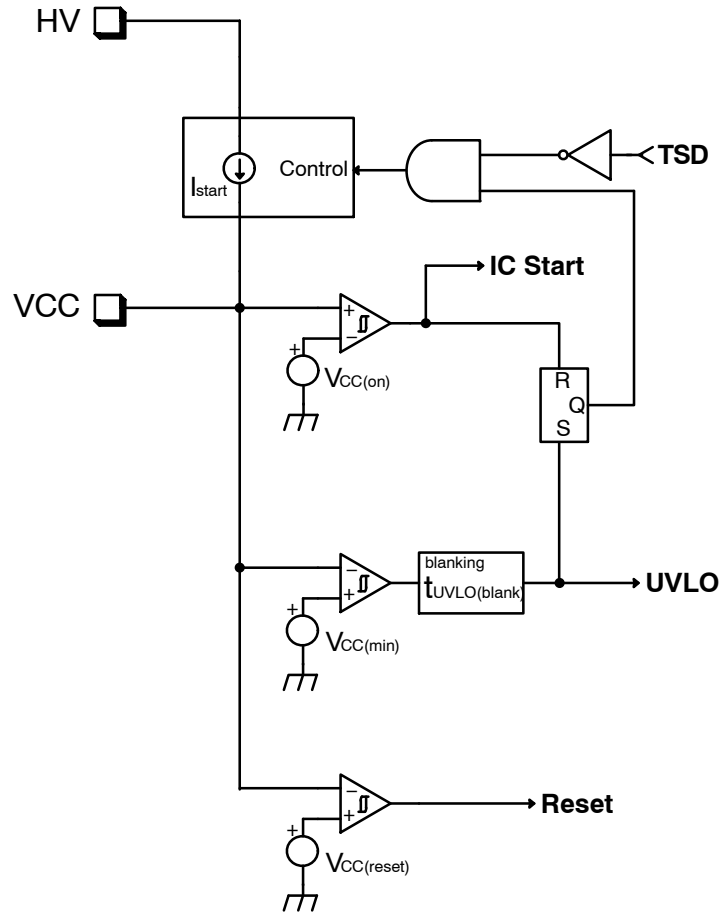 HV
TSD
Control
Istart
IC Start
VCC
+
−
+
VCC(on)
R
Q
S
blanking
tUVLO(blank)
UVLO
−
+
+
VCC(min)
Reset
−
+
+
VCC(reset)